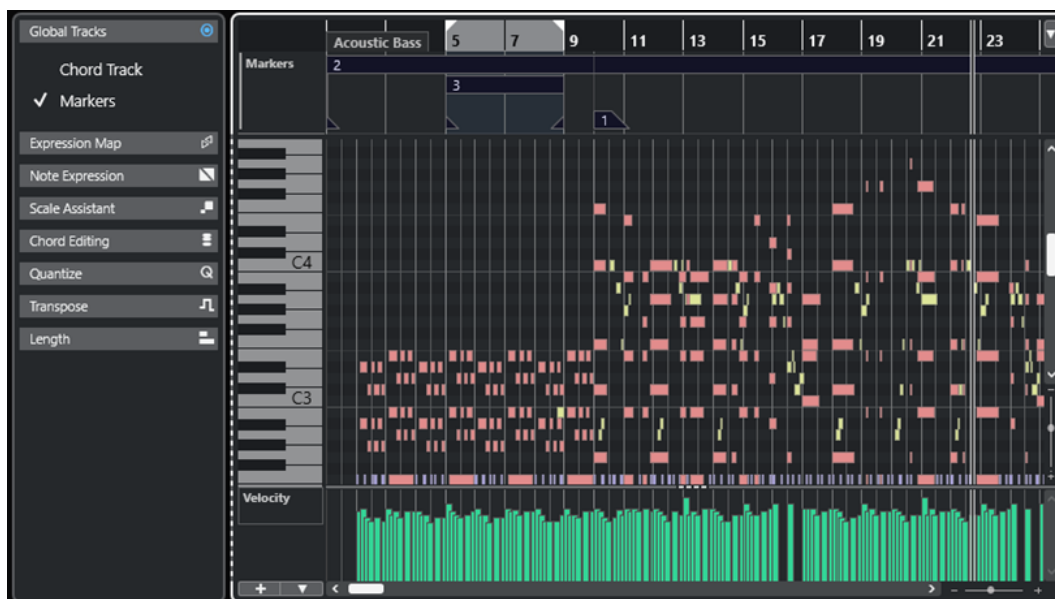 Global Tracks
Chord Track
Markers
Expression Map
Note Expression
Scale Assistant
Chord Editing
Quantize
Transpose
Length
Acoustic Bass 5 7 9 11 13 15 17 19 21 23
Markers
2
3
1
C4
C3
Velocity